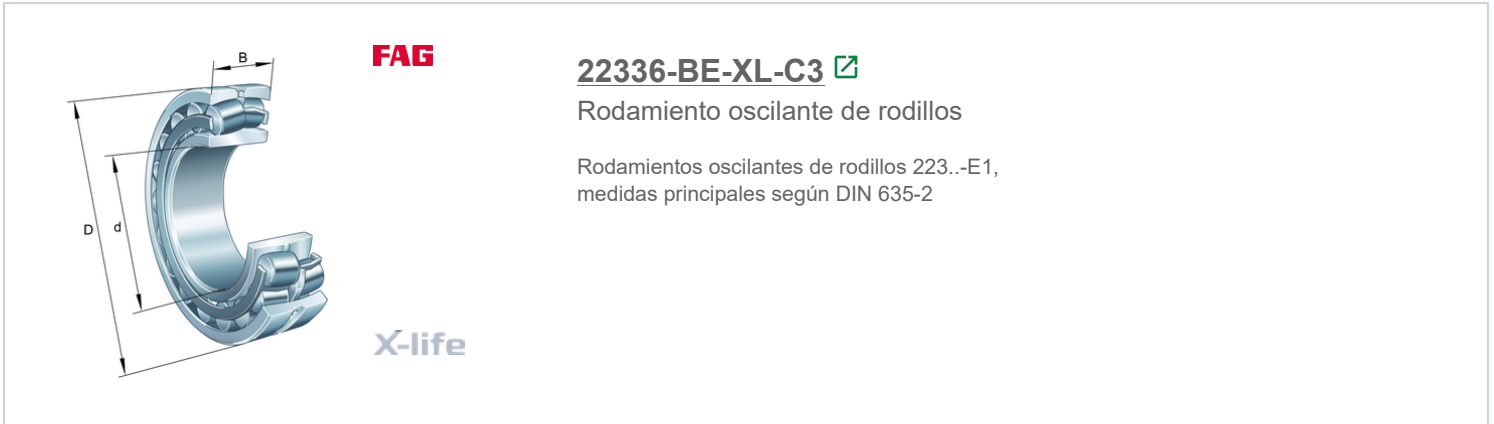 B
D
d
FAG
X-life
22336-BE-XL-C3
Rodamiento oscilante de rodillos
Rodamientos oscilantes de rodillos 223..-E1,
medidas principales según DIN 635-2